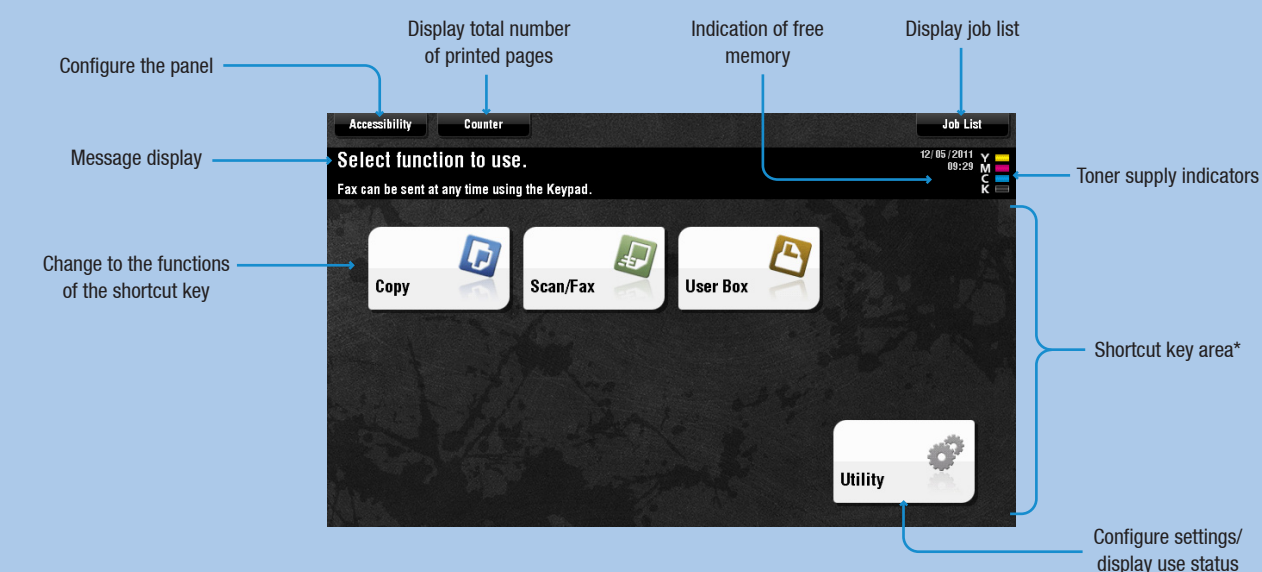 Display total number
of printed pages
Indication of free
memory
Display job list
Configure the panel
Accessibility
Counter
Job List
Message display
Select function to use.
12/05/2011
09:29
Fax can be sent at any time using the Keypad.
Y
M
C
K
Toner supply indicators
Change to the functions
of the shortcut key
Copy
Scan/Fax
User Box
Shortcut key area*
Utility
Configure settings/
display use status